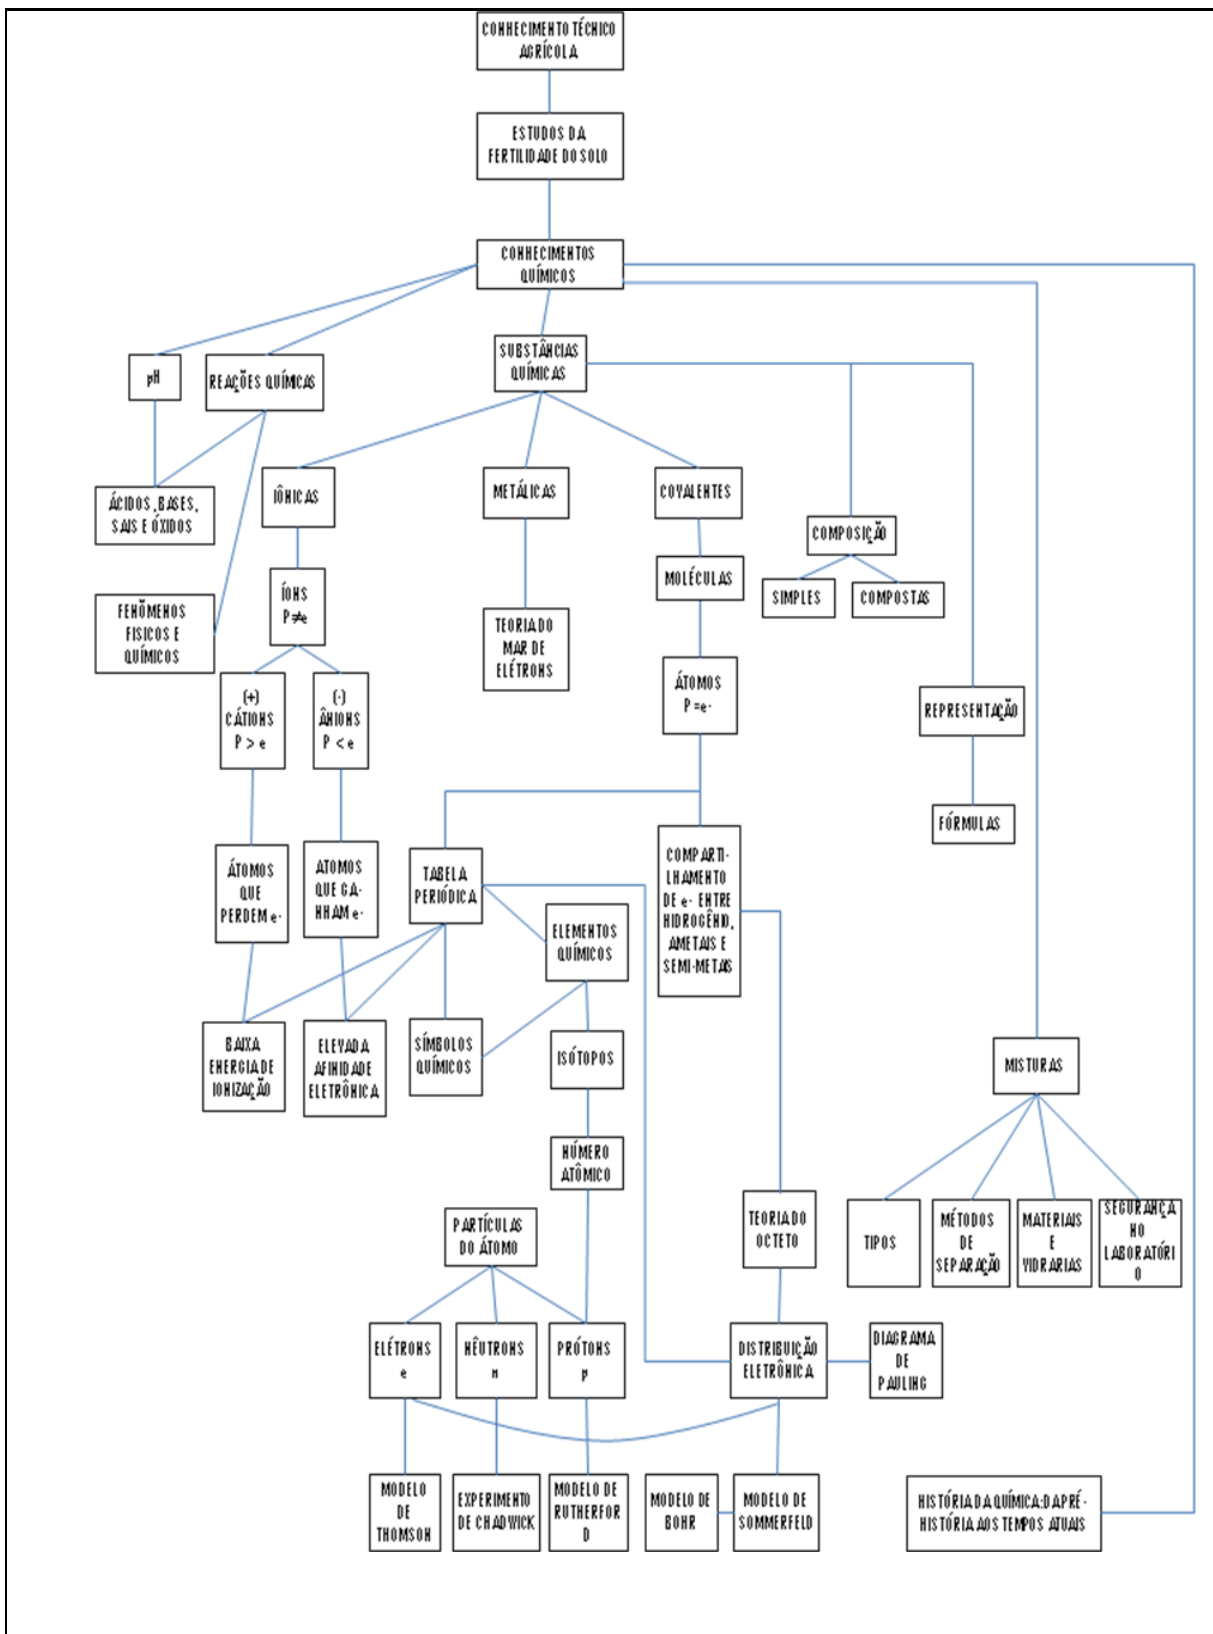 CONHECIMENTO TÉCNICO
AGRÍCOLA
ESTUDOS DA
FERTILIDADE DO SOLO
CONHECIMENTOS
QUÍMICOS
pH
REAÇÕES QUÍMICAS
SUBSTÂNCIAS
QUÍMICAS
ÁCIDOS, BASES,
SAIS E ÓXIDOS
IÔNICAS
METÁLICAS
COVALENTES
COMPOSIÇÃO
SIMPLES
COMPOSTAS
FENÔMENOS
FISICOS E
QUÍMICOS
ÍONS
P ≠e
TEORIA DO
MAR DE
ELÉTRONS
MOLÉCULAS
(+)
CÁTIONS
P > e
(-)
ÂNIONS
P < e
ÁTOMOS
P =e-
REPRESENTAÇÃO
FÓRMULAS
ÁTOMOS
QUE
PERDEM e-
ATOMOS
QUE GA-
NHAM e-
TABELA
PERIÓDICA
ELEMENTOS
QUÍMICOS
COMPARTI-
LHAMENTO
DE e- ENTRE
HIDROGÊNIO,
AMETAIS E
SEMI-METAIS
BAIXA
ENERGIA DE
IONIZAÇÃO
ELEVADA
AFINIDADE
ELETRÔNICA
SÍMBOLOS
QUÍMICOS
ISÓTOPOS
MISTURAS
NÚMERO
ATÔMICO
PARTÍCULAS
DO ÁTOMO
TEORIA DO
OCTETO
TIPOS
MÉTODOS
DE
SEPARAÇÃO
MATERIAIS
E
VIDRARIAS
SEGURANÇA
NO
LABORATÓRI
O
ELÉTRONS
e
NÊUTRONS
n
PRÓTONS
p
DISTRIBUIÇÃO
ELETRÔNICA
DIAGRAMA
DE
PAULING
MODELO
DE
THOMSON
EXPERIMENTO
DE CHADWICK
MODELO DE
RUTHERFOR
D
MODELO DE
BOHR
MODELO DE
SOMMERFELD
HISTÓRIA DA QUÍMICA: DA PRÉ-
HISTÓRIA AOS TEMPOS ATUAIS